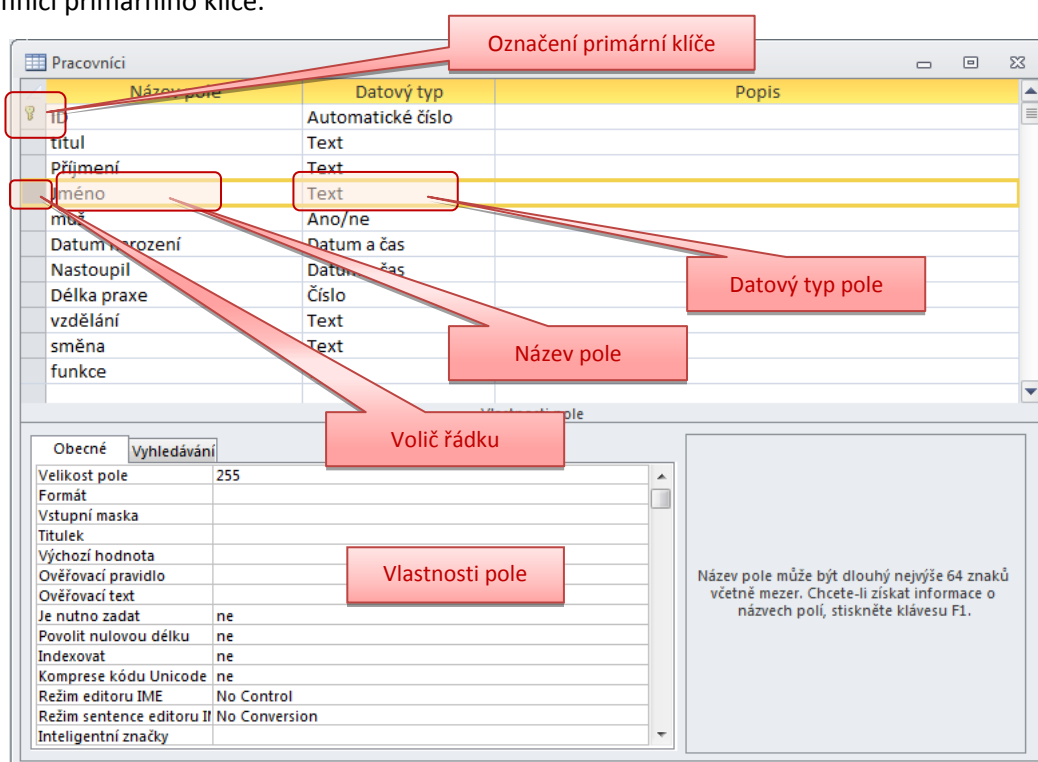 primárního klíče.
Označení primární klíče
Pracovníci
Název pole Datový typ Popis
ID Automatické číslo
titul Text
Příjmení Text
Jméno Text
muž Ano/ne
Datum narození Datum a čas
Nastoupil Datum a čas
Datový typ pole
Délka praxe Číslo
vzdělání Text
směna Text
Název pole
funkce
Vlastnosti pole
Volič řádku
Obecné Vyhledávání
Velikost pole 255
Formát
Vstupní maska
Titulek
Výchozí hodnota
Ověřovací pravidlo
Vlastnosti pole
Ověřovací text
Je nutno zadat ne
Povolit nulovou délku ne
Indexovat ne
Komprese kódu Unicode ne
Režim editoru IME No Control
Režim sentence editoru No Conversion
Inteligentní značky
Název pole může být dlouhý nejvýše 64 znaků
včetně mezer. Chcete-li získat informace o
názvech polí, stiskněte klávesu F1.